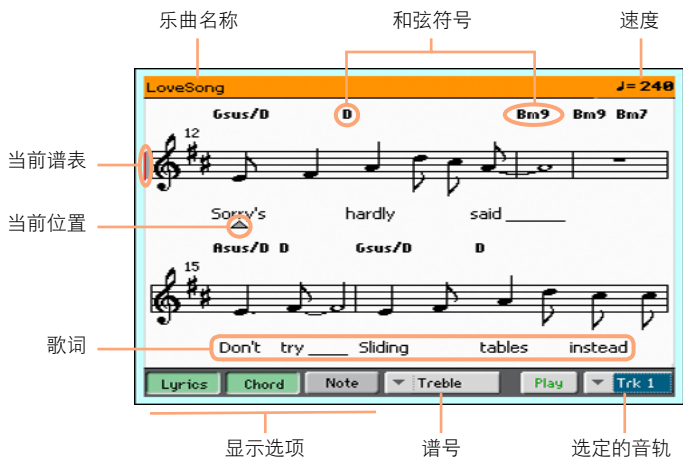 乐曲名称 和弦符号 速度
LoveSong ♩= 240
Gsus/D D Bm9 Bm9 Bm7
12
当前谱表
Sorry's hardly said ______
当前位置
Asus/D D Gsus/D D
15
歌词
Don't try ____ Sliding tables instead
Lyrics Chord Note Treble Play Trk 1
显示选项 谱号 选定的音轨